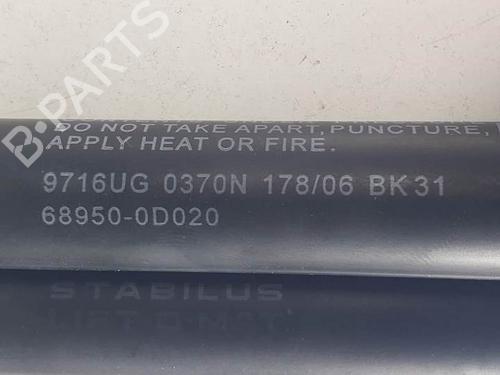 DO NOT TAKE APART, PUNCTURE,
APPLY HEAT OR FIRE.
9716UG 0370N 178/06 BK31
68950-0D020
STABILUS
B-PARTS